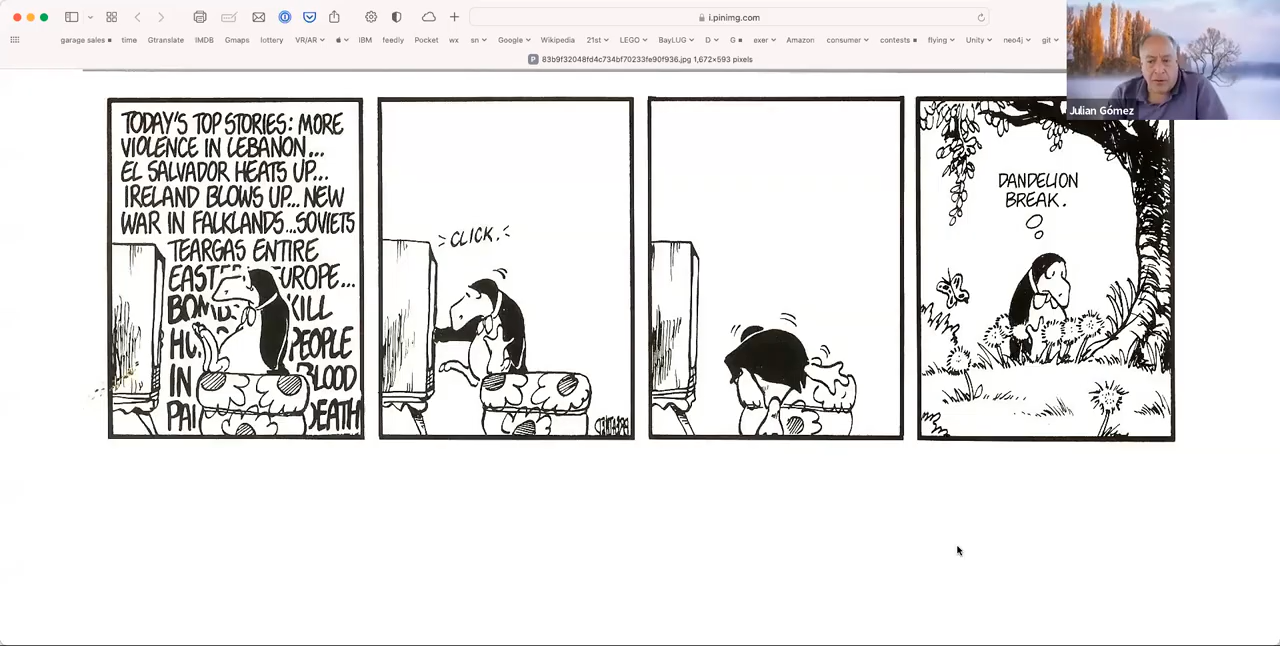 i.pinimg.com
garage sales time Gtranslate IMDB Gmaps lottery VR/AR IBM feedly Pocket wx sn Google Wikipedia 21st LEGO BayLUG D G exer Amazon consumer contests flying Unity neo4j git
P 83b9f32048fd4c734bf70233fe90f936.jpg 1,672×593 pixels
Julian Gómez
TODAY'S TOP STORIES: MORE
VIOLENCE IN LEBANON...
EL SALVADOR HEATS UP...
IRELAND BLOWS UP... NEW
WAR IN FALKLANDS...SOVIETS
TEARGAS ENTIRE
EAST EUROPE...
KILL
PEOPLE
IN BLOOD
DEATH
CLICK.
DANDELION
BREAK.